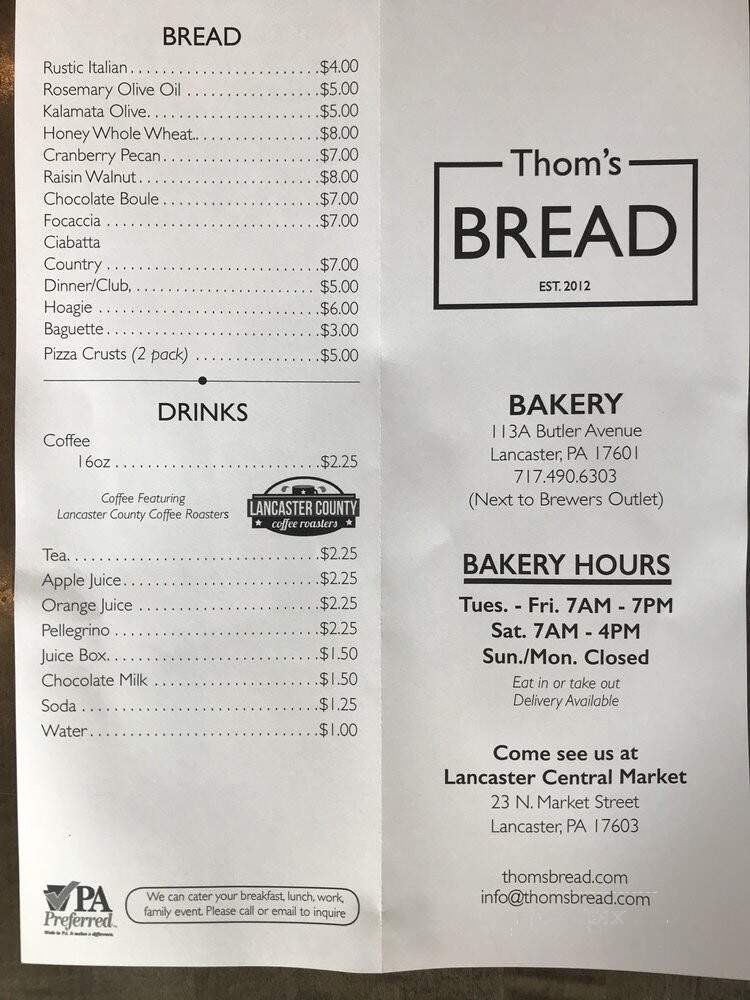 BREAD
Rustic Italian......................$4.00
Rosemary Olive Oil ................$5.00
Kalamata Olive.....................$5.00
Honey Whole Wheat..................$8.00
Cranberry Pecan....................$7.00
Raisin Walnut......................$8.00
Chocolate Boule....................$7.00
Focaccia ..........................$7.00
Ciabatta
Country ...........................$7.00
Dinner/Club, ......................$5.00
Hoagie ............................$6.00
Baguette...........................$3.00
Pizza Crusts (2 pack) .............$5.00
DRINKS
Coffee
16oz ..............................$2.25
Coffee Featuring
Lancaster County Coffee Roasters
LANCASTER COUNTY
coffee roasters
Tea................................$2.25
Apple Juice........................$2.25
Orange Juice ......................$2.25
Pellegrino ........................$2.25
Juice Box..........................$1.50
Chocolate Milk ....................$1.50
Soda ..............................$1.25
Water..............................$1.00
PA
Preferred™
Made in PA. It makes a difference.
We can cater your breakfast, lunch, work,
family event. Please call or email to inquire
Thom's
BREAD
EST. 2012
BAKERY
113A Butler Avenue
Lancaster, PA 17601
717.490.6303
(Next to Brewers Outlet)
BAKERY HOURS
Tues. - Fri. 7AM - 7PM
Sat. 7AM - 4PM
Sun./Mon. Closed
Eat in or take out
Delivery Available
Come see us at
Lancaster Central Market
23 N. Market Street
Lancaster, PA 17603
thomsbread.com
info@thomsbread.com